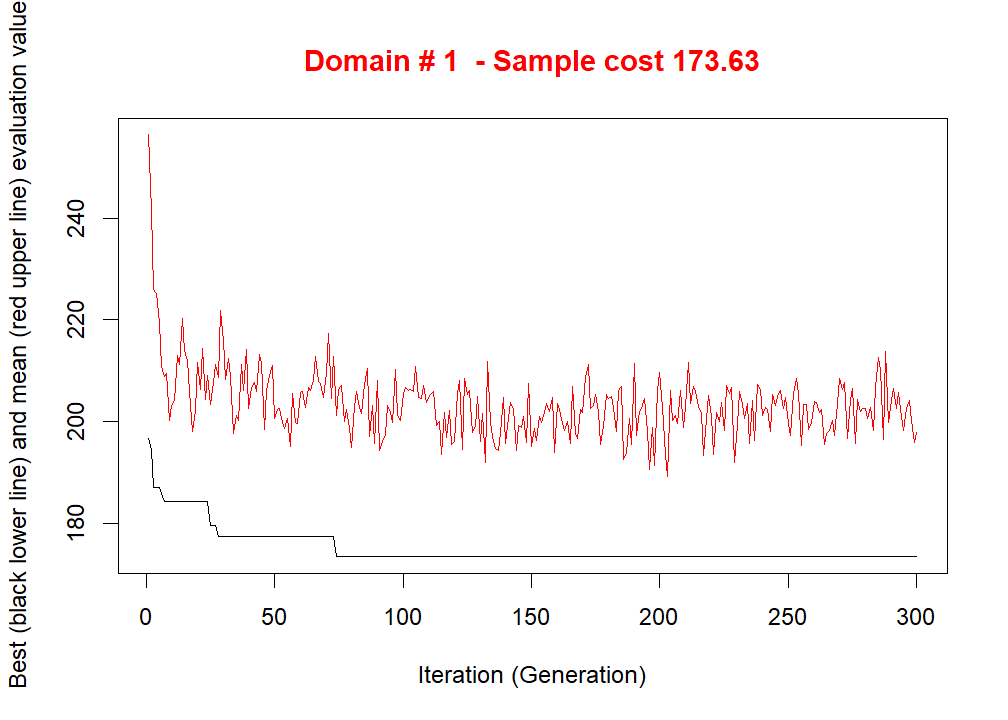 Domain # 1  - Sample cost 173.63
Best (black lower line) and mean (red upper line) evaluation value
240
220
200
180
0 50 100 150 200 250 300
Iteration (Generation)